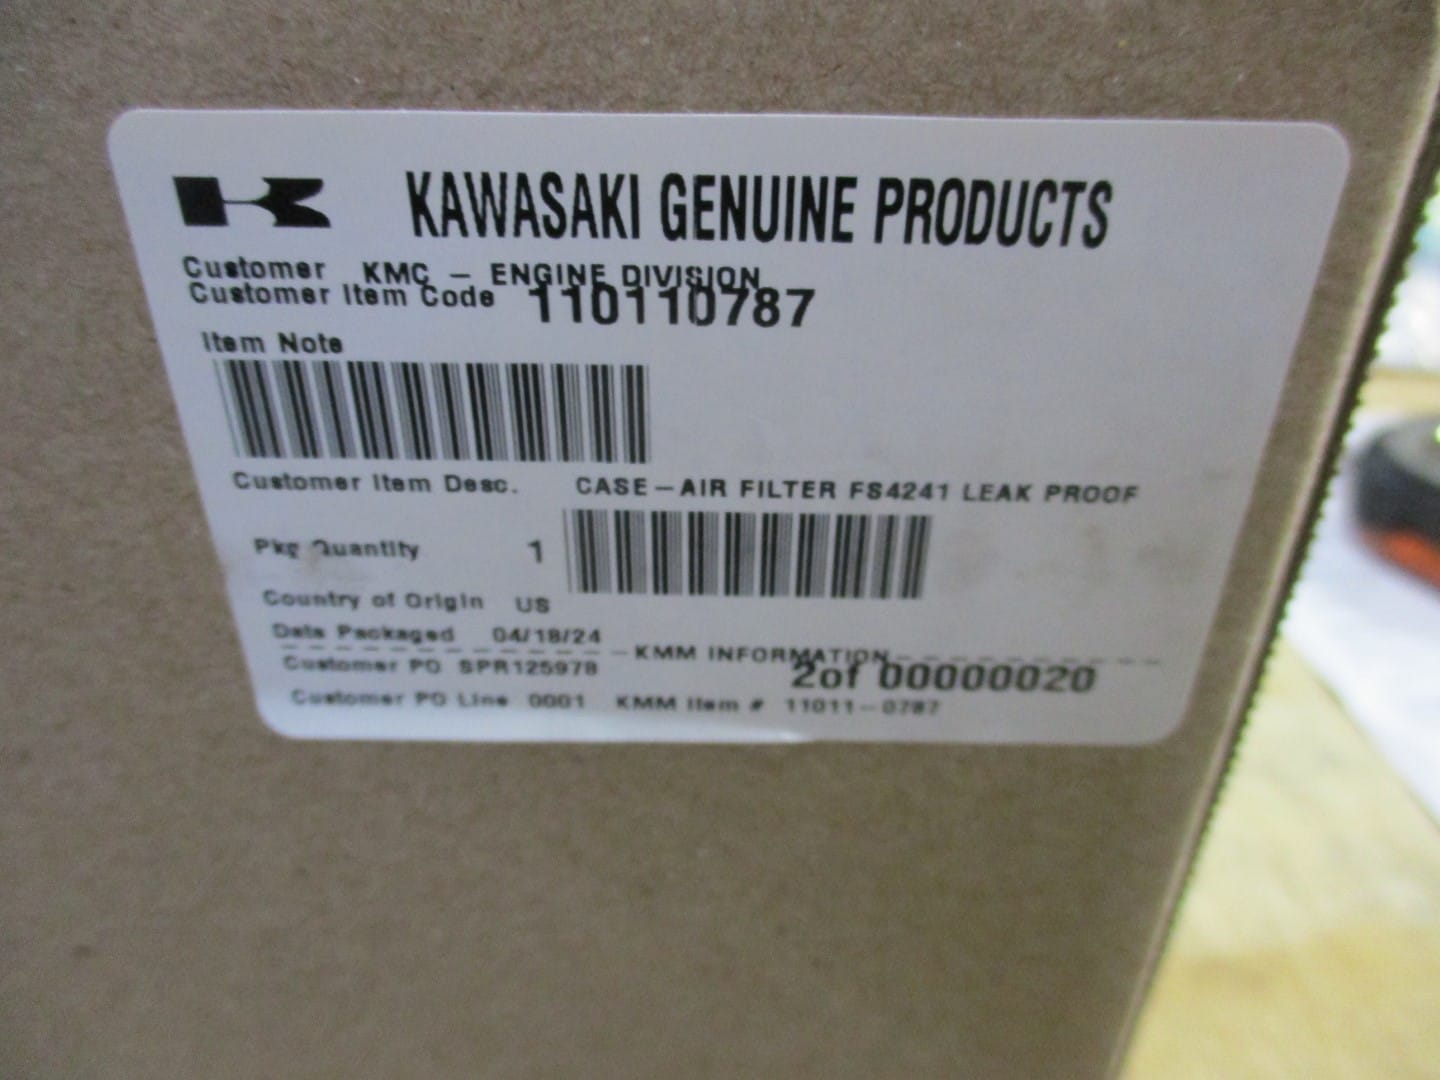 KAWASAKI GENUINE PRODUCTS
Customer KMC - ENGINE DIVISION
Customer Item Code 110110787
Item Note
Customer Item Desc. CASE-AIR FILTER FS4241 LEAK PROOF
Pkg Quantity 1
Country of Origin US
Date Packaged 04/18/24
KMM INFORMATION
Customer PO SPR125978 2of 00000020
Customer PO Line 0001 KMM Item # 11011-0787